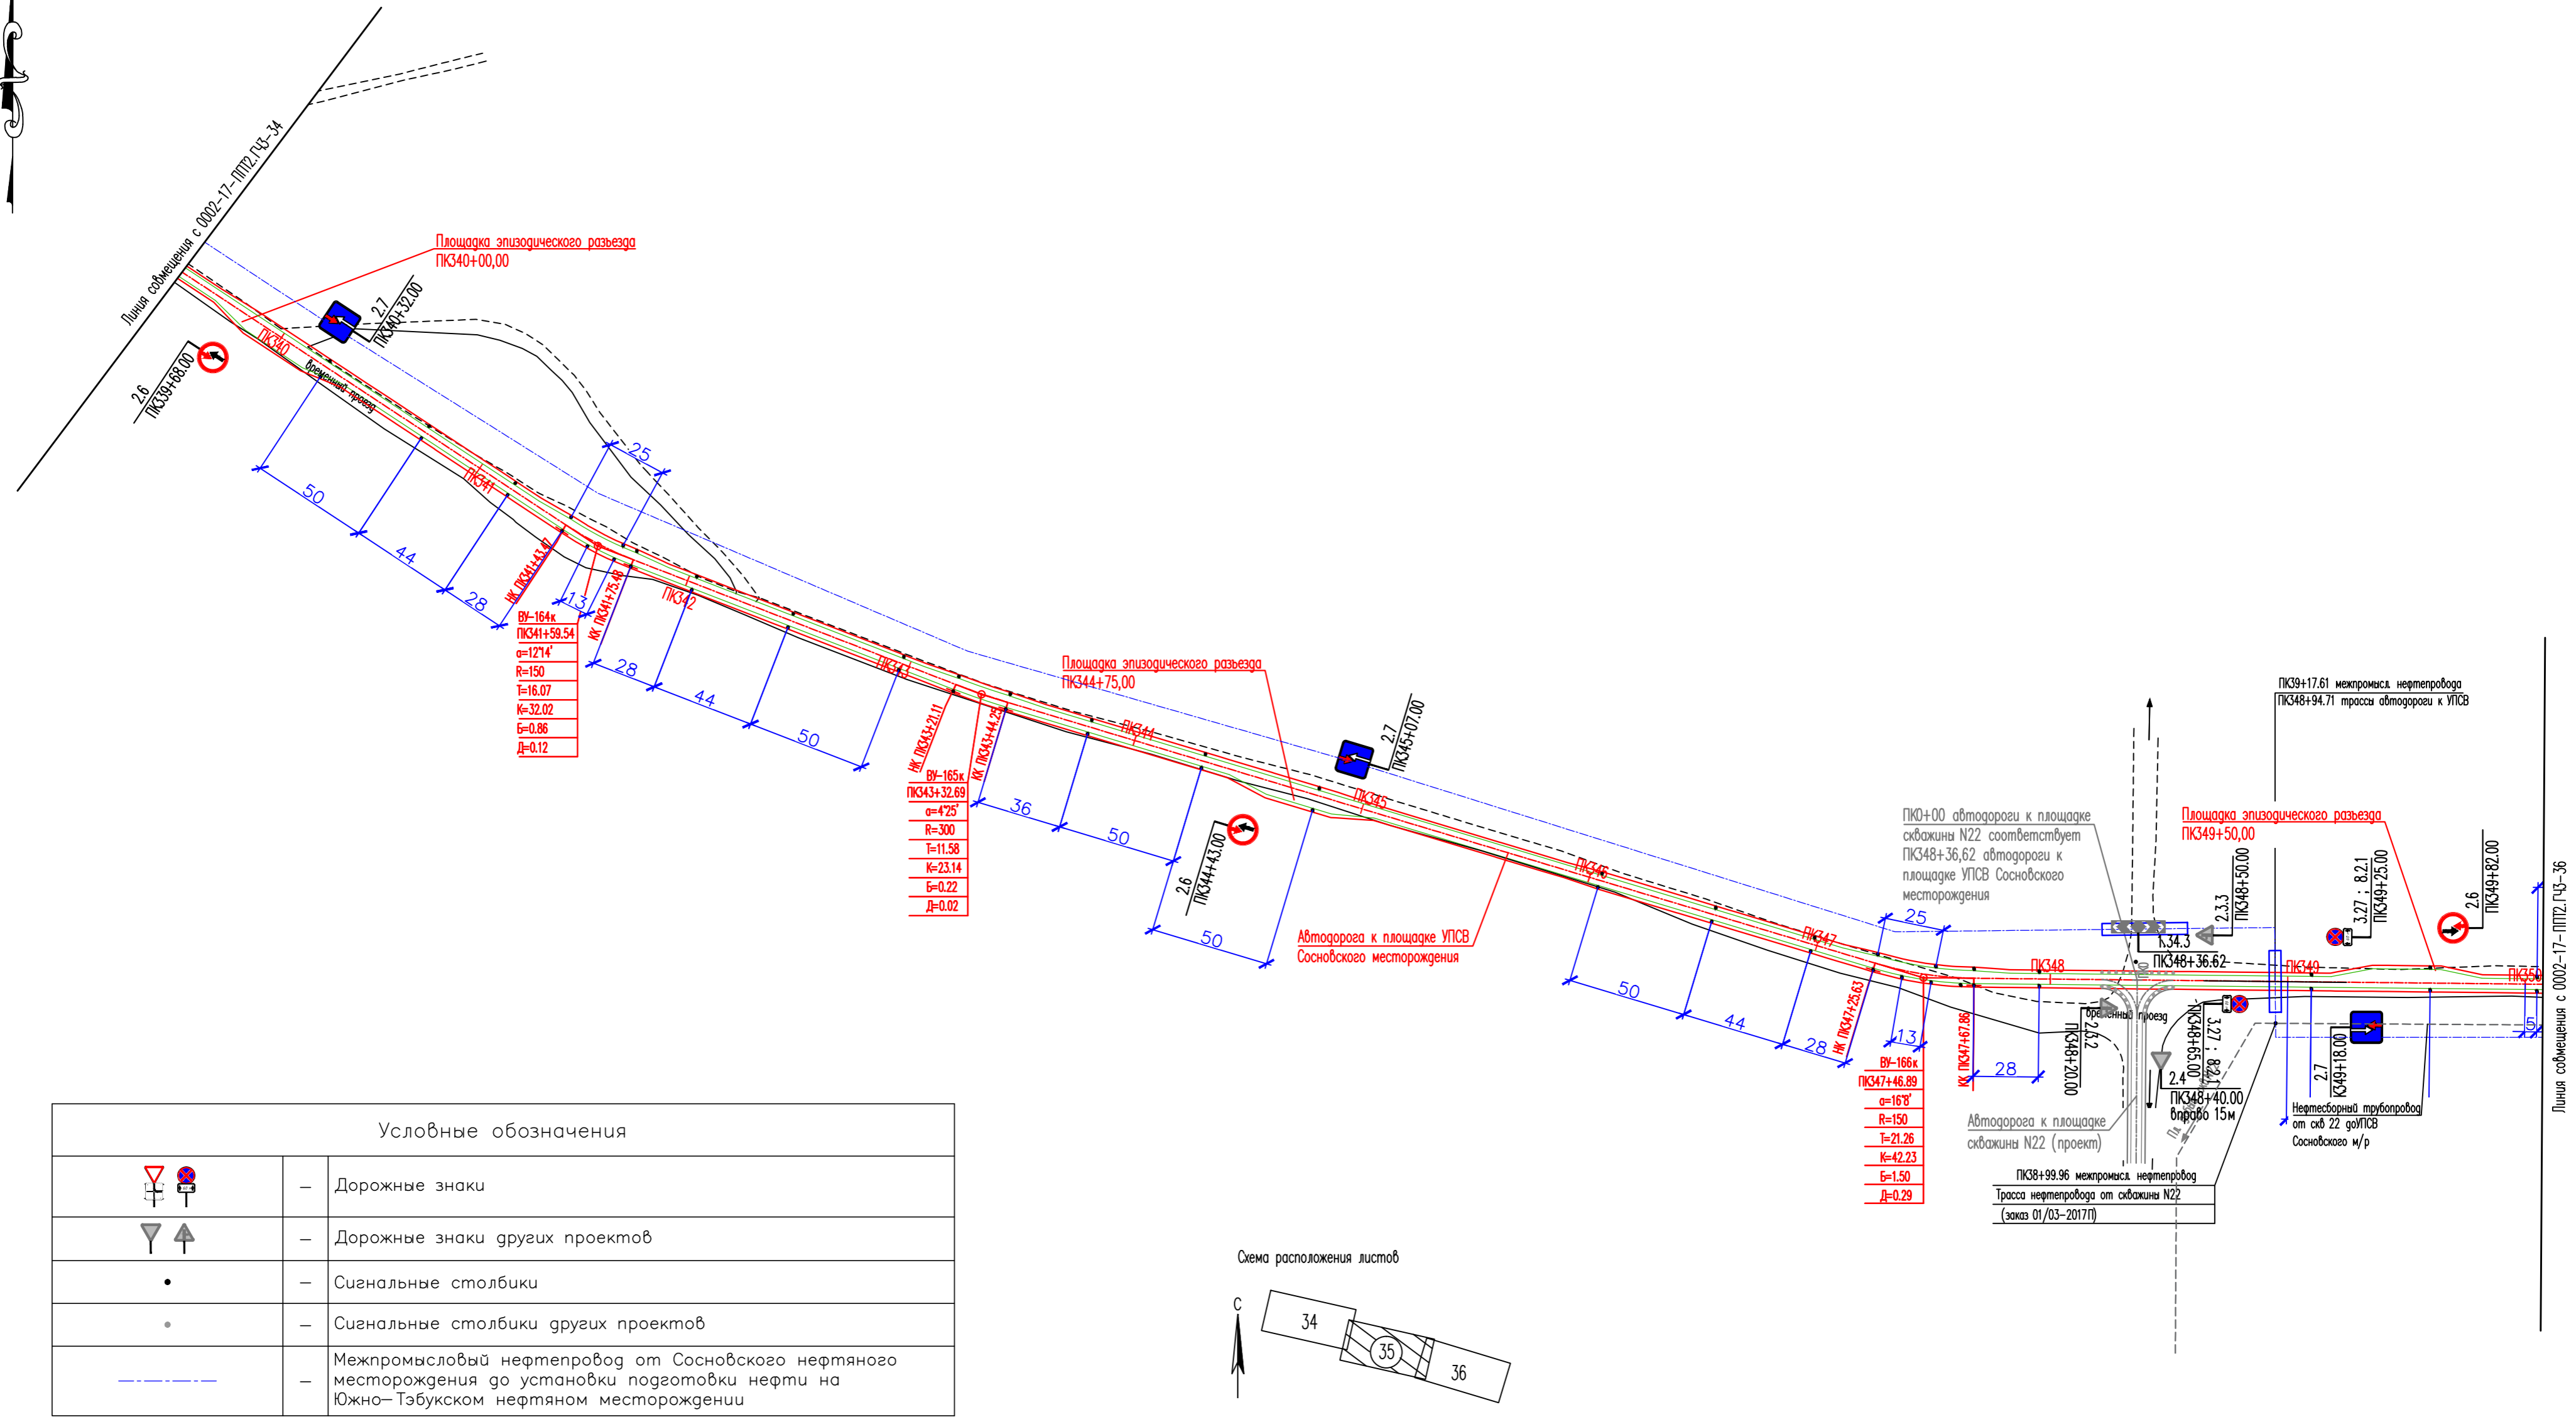 Линия совмещения с 0002-17-ППТ2.ГЧ3-34
Площадка эпизодического разъезда
ПК340+00,00
2.7
ПК340+32.00
2.6
ПК339+68.00
ПК340
временный проезд
ПК341
50
44
28
25
13
НК ПК341+43.47
КК ПК341+75.48
ВУ-164к
ПК341+59.54
α=12°14'
R=150
Т=16.07
К=32.02
Б=0.86
Д=0.12
ПК342
28
44
50
ПК343
НК ПК343+21.11
КК ПК343+44.25
ВУ-165к
ПК343+32.69
α=4°25'
R=300
Т=11.58
К=23.14
Б=0.22
Д=0.02
36
50
50
ПК344
Площадка эпизодического разъезда
ПК344+75,00
2.6
ПК344+43.00
2.7
ПК345+07.00
ПК345
ПК346
Автодорога к площадке УПСВ
Сосновского месторождения
50
44
28
25
13
28
ПК347
НК ПК347+25.63
КК ПК347+67.86
ВУ-166к
ПК347+46.89
α=16°8'
R=150
Т=21.26
К=42.23
Б=1.50
Д=0.29
ПК0+00 автодороги к площадке
скважины N22 соответствует
ПК348+36,62 автодороги к
площадке УПСВ Сосновского
месторождения
ПК348
К34.3
ПК348+36.62
2.3.3
ПК348+50.00
2.3.2
ПК348+20.00
временный проезд
3.27 ; 8.2.1
ПК348+65.00
2.4
ПК348+40.00
вправо 15м
Автодорога к площадке
скважины N22 (проект)
ПК38+99.96 межпромысл. нефтепровод
Трасса нефтепровода от скважины N22
(заказ 01/03-2017П)
ПК39+17.61 межпромысл. нефтепровода
ПК348+94.71 трассы автодороги к УПСВ
Площадка эпизодического разъезда
ПК349+50,00
3.27 ; 8.2.1
ПК349+25.00
2.6
ПК349+82.00
ПК349
ПК350
2.7
К349+18.00
5
Нефтесборный трубопровод
от скв 22 доУПСВ
Сосновского м/р
Линия совмещения с 0002-17-ППТ2.ГЧ3-36
Условные обозначения
– Дорожные знаки
– Дорожные знаки других проектов
– Сигнальные столбики
– Сигнальные столбики других проектов
– Межпромысловый нефтепровод от Сосновского нефтяного
месторождения до установки подготовки нефти на
Южно-Тэбукском нефтяном месторождении
Схема расположения листов
С
34
35
36